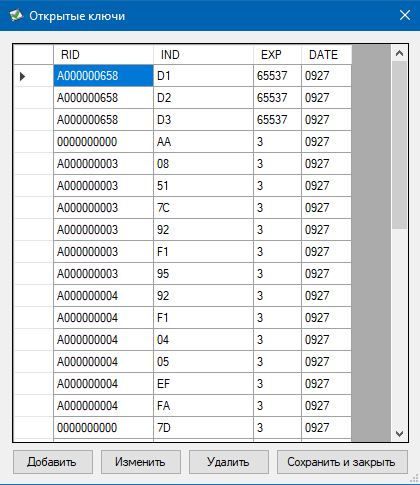 Открытые ключи
RID IND EXP DATE
A000000658 D1 65537 0927
A000000658 D2 65537 0927
A000000658 D3 65537 0927
0000000000 AA 3 0927
A000000003 08 3 0927
A000000003 51 3 0927
A000000003 7C 3 0927
A000000003 92 3 0927
A000000003 F1 3 0927
A000000003 95 3 0927
A000000004 92 3 0927
A000000004 F1 3 0927
A000000004 04 3 0927
A000000004 05 3 0927
A000000004 EF 3 0927
A000000004 FA 3 0927
0000000000 7D 3 0927
Добавить Изменить Удалить Сохранить и закрыть